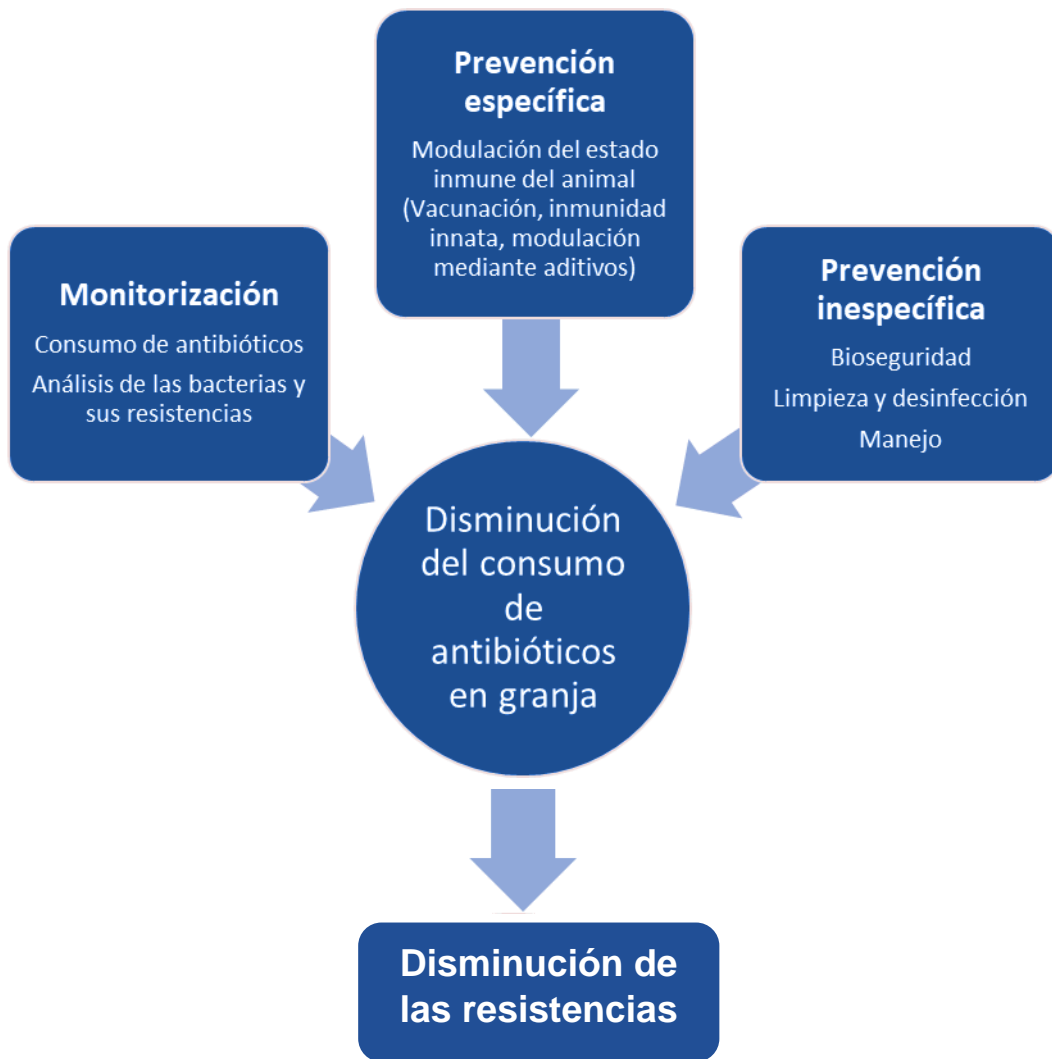 Prevención
específica
Modulación del estado
inmune del animal
(Vacunación, inmunidad
innata, modulación
mediante aditivos)
Monitorización
Consumo de antibióticos
Análisis de las bacterias y
sus resistencias
Prevención
inespecífica
Bioseguridad
Limpieza y desinfección
Manejo
Disminución
del consumo
de
antibióticos
en granja
Disminución de
las resistencias